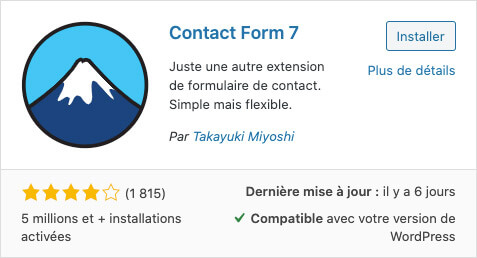 Contact Form 7
Installer
Juste une autre extension
de formulaire de contact.
Simple mais flexible.
Plus de détails
Par Takayuki Miyoshi
(1 815)
5 millions et + installations
activées
Dernière mise à jour : il y a 6 jours
Compatible avec votre version de
WordPress